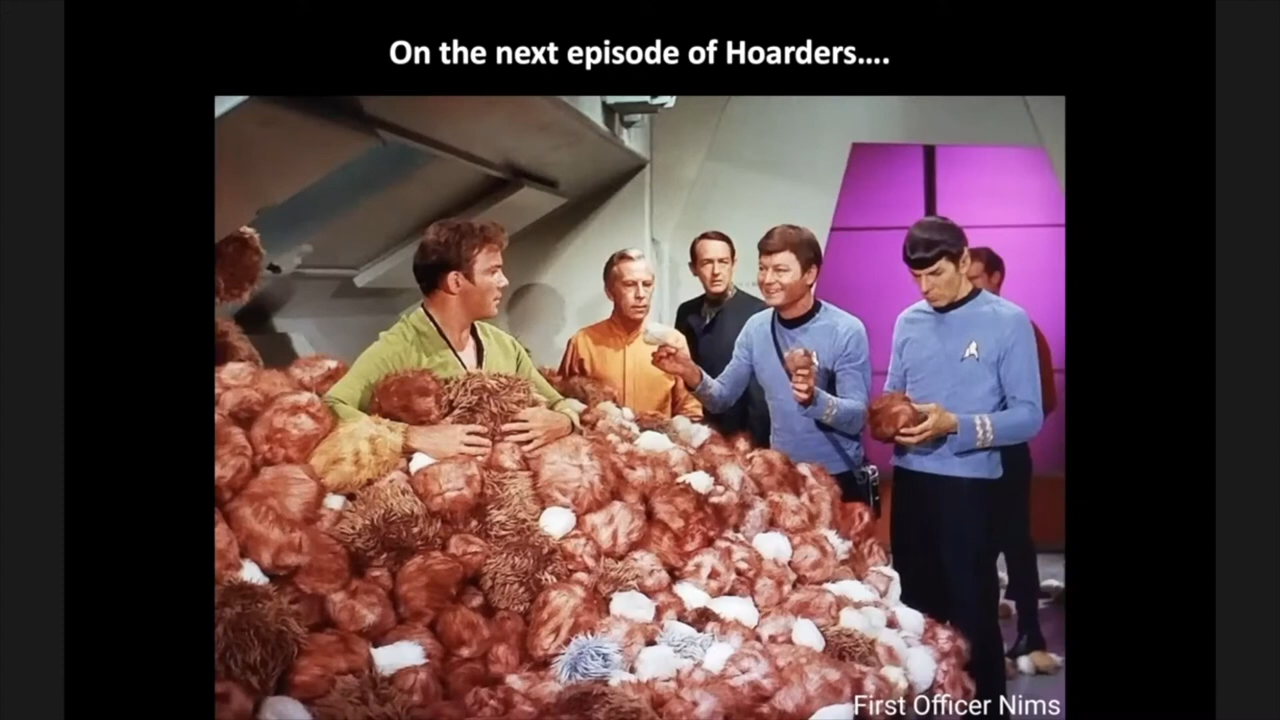 On the next episode of Hoarders....
First Officer Nims